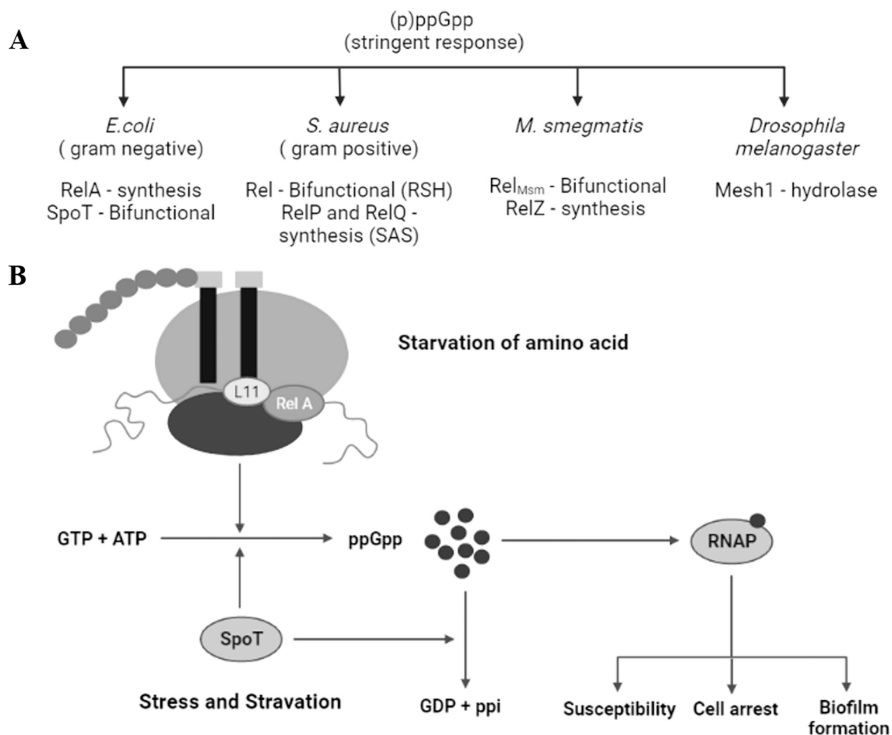 A
(p)ppGpp
(stringent response)
E.coli
( gram negative)
RelA - synthesis
SpoT - Bifunctional
S. aureus
( gram positive)
Rel - Bifunctional (RSH)
RelP and RelQ -
synthesis (SAS)
M. smegmatis
RelMsm - Bifunctional
RelZ - synthesis
Drosophila
melanogaster
Mesh1 - hydrolase
B
Starvation of amino acid
L11
Rel A
GTP + ATP
ppGpp
RNAP
SpoT
Stress and Stravation
GDP + ppi
Susceptibility
Cell arrest
Biofilm
formation